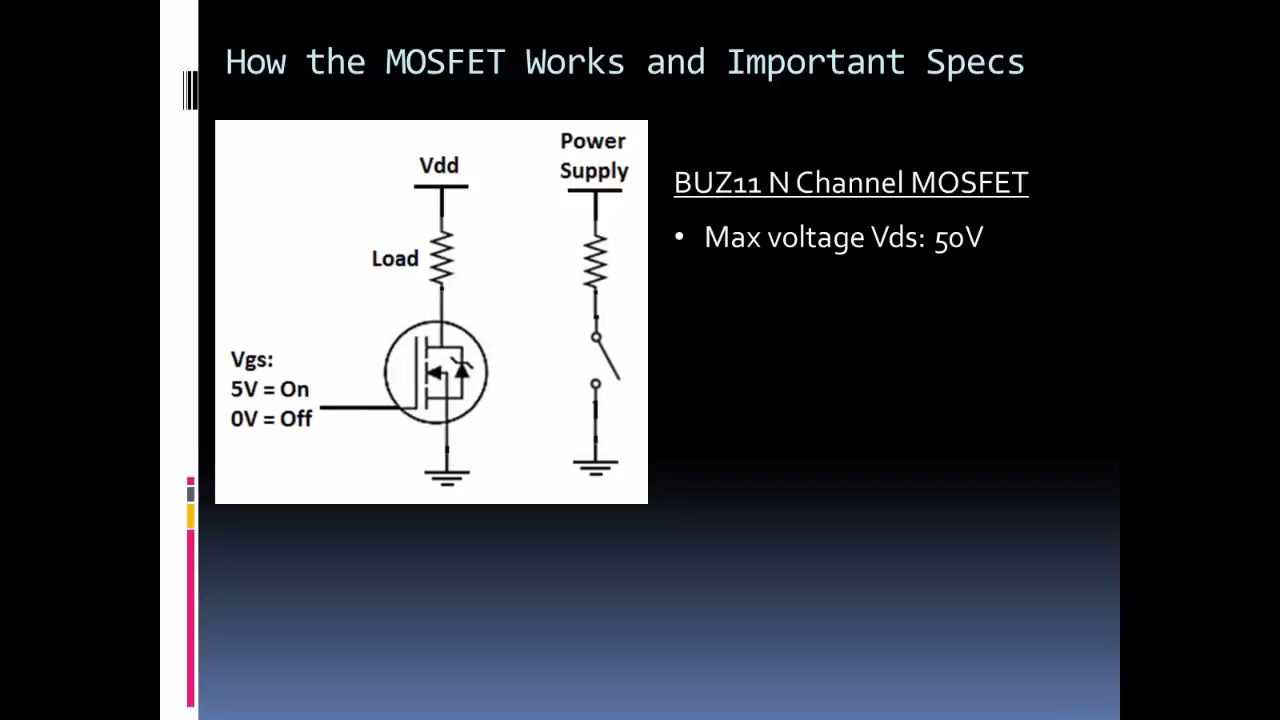 How the MOSFET Works and Important Specs
Vdd
Power
Supply
Load
Vgs:
5V = On
0V = Off
BUZ11 N Channel MOSFET
• Max voltage Vds: 50V